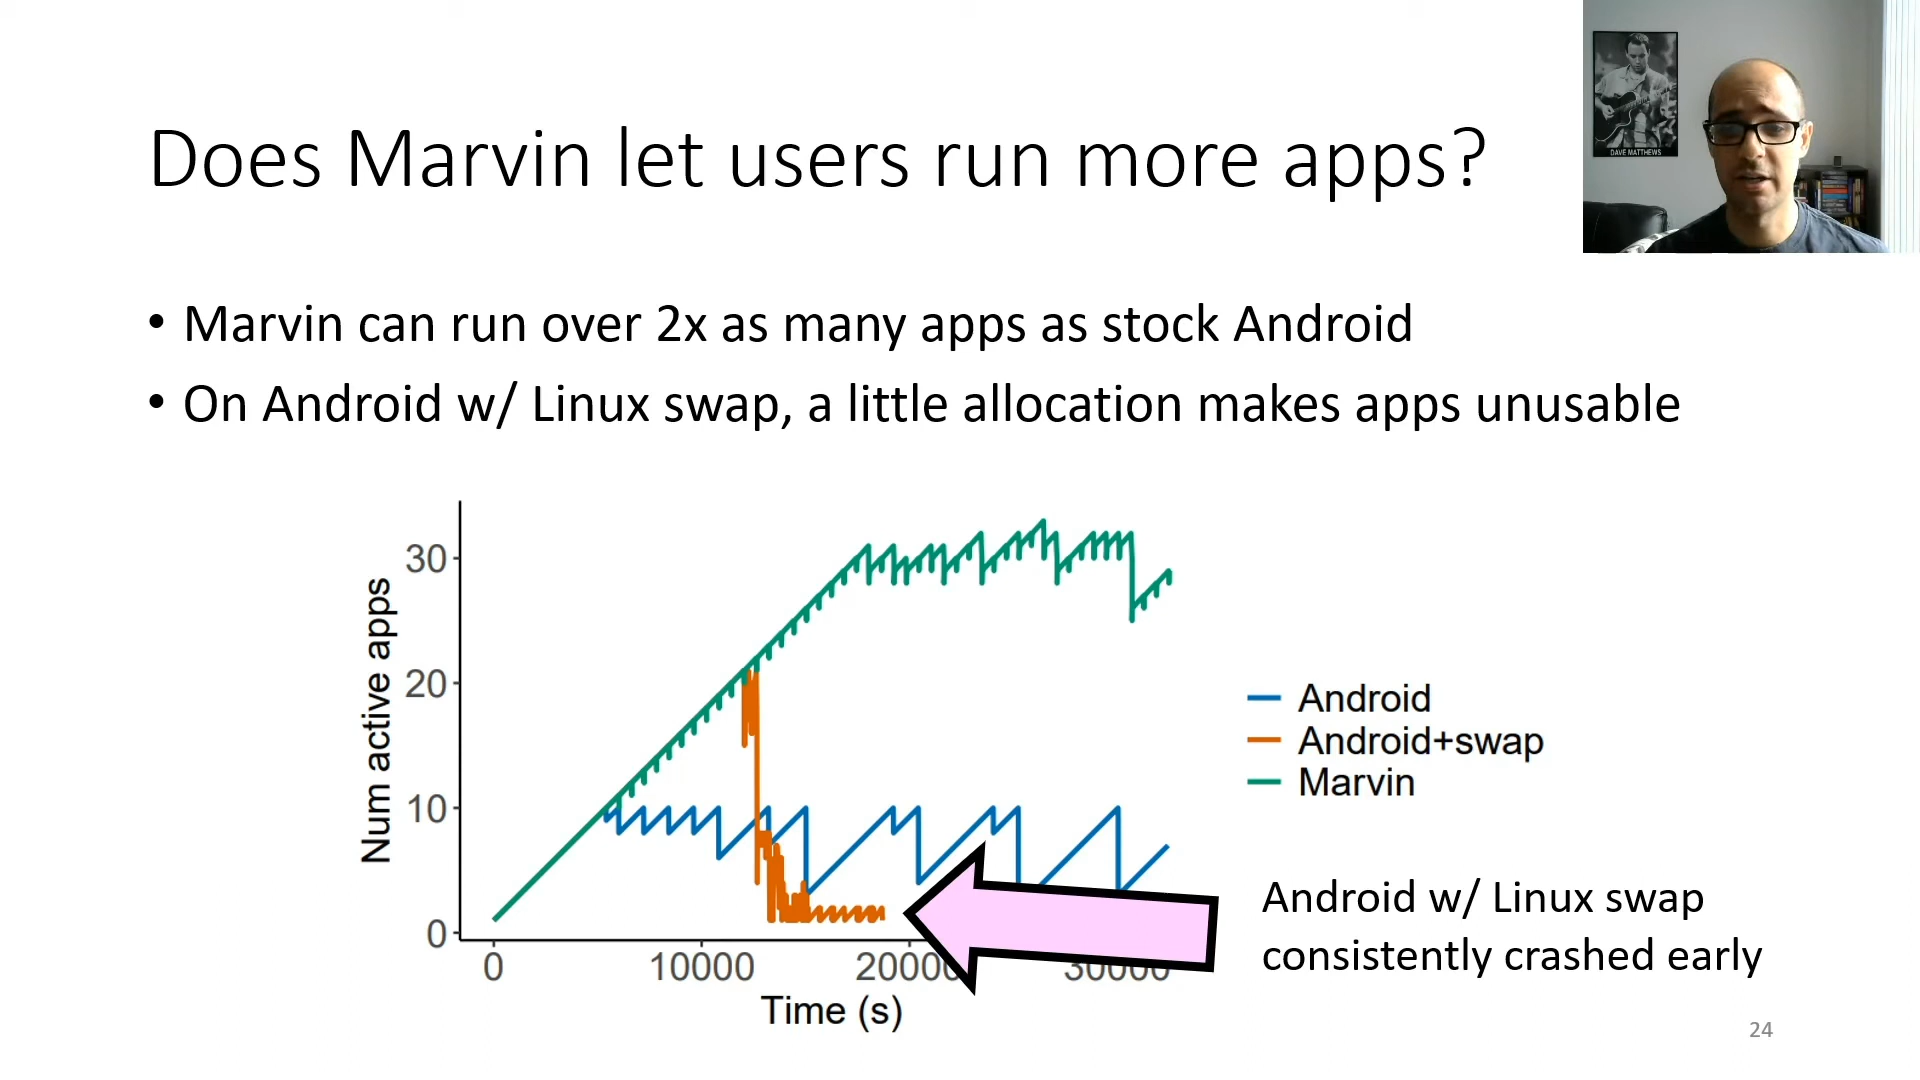 Does Marvin let users run more apps?
DAVE MATTHEWS
• Marvin can run over 2x as many apps as stock Android
• On Android w/ Linux swap, a little allocation makes apps unusable
Num active apps
30
20
10
0
0
10000
20000
30000
Time (s)
Android
Android+swap
Marvin
Android w/ Linux swap
consistently crashed early
24